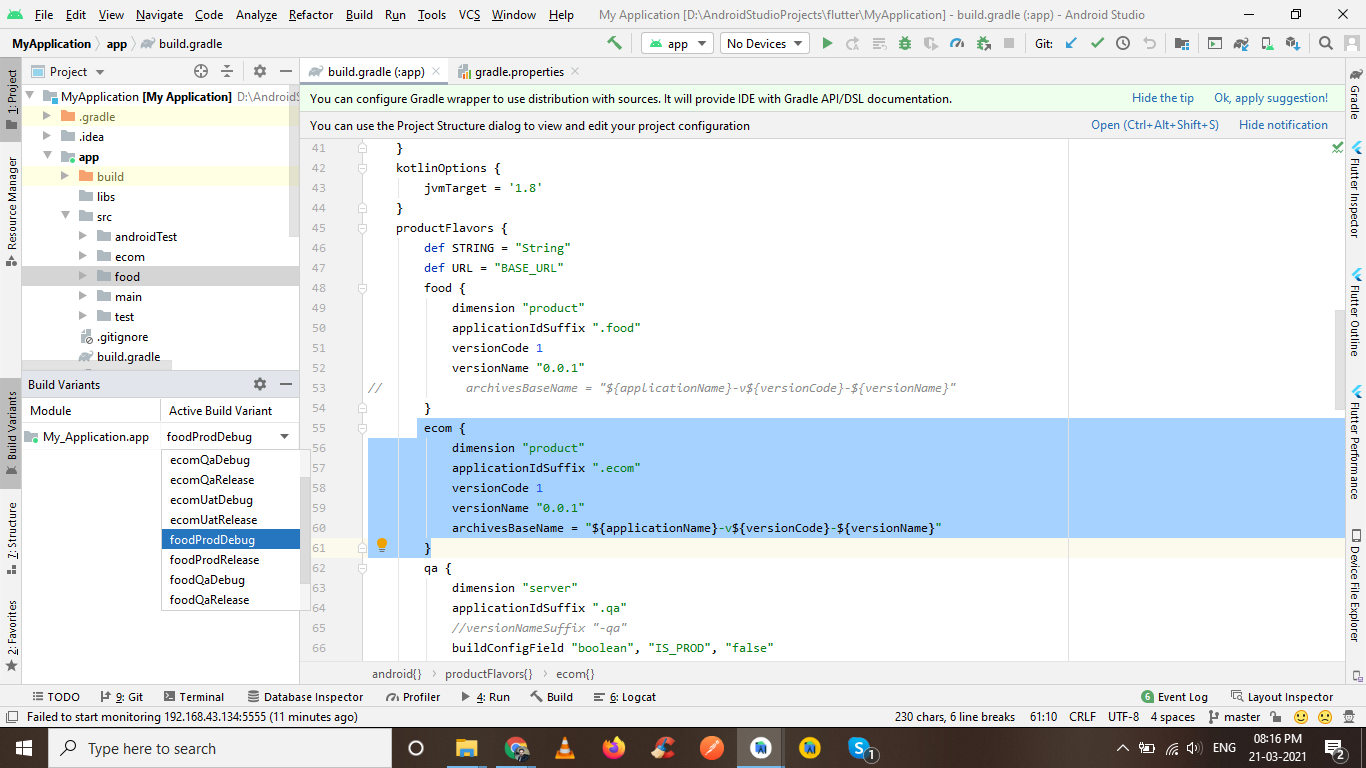 File Edit View Navigate Code Analyze Refactor Build Run Tools VCS Window Help My Application [D:\AndroidStudioProjects\flutter\MyApplication] - build.gradle (:app) - Android Studio
MyApplication app build.gradle
app No Devices Git:
Project
build.gradle (:app) gradle.properties
You can configure Gradle wrapper to use distribution with sources. It will provide IDE with Gradle API/DSL documentation. Hide the tip Ok, apply suggestion!
You can use the Project Structure dialog to view and edit your project configuration Open (Ctrl+Alt+Shift+S) Hide notification
1: Project
Resource Manager
Build Variants
7: Structure
2: Favorites
MyApplication [My Application] D:\AndroidS
.gradle
.idea
app
build
libs
src
androidTest
ecom
food
main
test
.gitignore
build.gradle
Build Variants
Module Active Build Variant
My_Application.app foodProdDebug
ecomQaDebug
ecomQaRelease
ecomUatDebug
ecomUatRelease
foodProdDebug
foodProdRelease
foodQaDebug
foodQaRelease
41 }
42 kotlinOptions {
43 jvmTarget = '1.8'
44 }
45 productFlavors {
46 def STRING = "String"
47 def URL = "BASE_URL"
48 food {
49 dimension "product"
50 applicationIdSuffix ".food"
51 versionCode 1
52 versionName "0.0.1"
53 // archivesBaseName = "${applicationName}-v${versionCode}-${versionName}"
54 }
55 ecom {
56 dimension "product"
57 applicationIdSuffix ".ecom"
58 versionCode 1
59 versionName "0.0.1"
60 archivesBaseName = "${applicationName}-v${versionCode}-${versionName}"
61 }
62 qa {
63 dimension "server"
64 applicationIdSuffix ".qa"
65 //versionNameSuffix "-qa"
66 buildConfigField "boolean", "IS_PROD", "false"
android{} productFlavors{} ecom{}
Gradle
Flutter Inspector
Flutter Outline
Flutter Performance
Device File Explorer
TODO 9: Git Terminal Database Inspector Profiler 4: Run Build 6: Logcat 6 Event Log Layout Inspector
Failed to start monitoring 192.168.43.134:5555 (11 minutes ago) 230 chars, 6 line breaks 61:10 CRLF UTF-8 4 spaces master
Type here to search
1
ENG
08:16 PM
21-03-2021
2